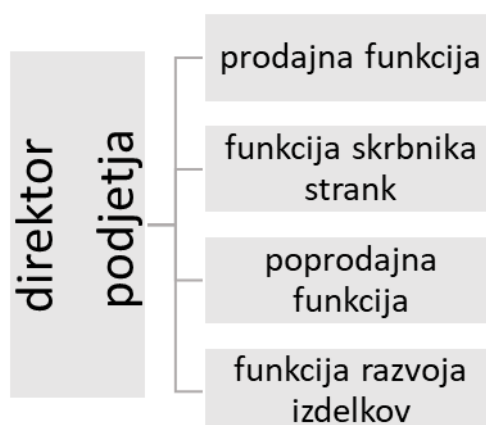 direktor
podjetja
prodajna funkcija
funkcija skrbnika
strank
poprodajna
funkcija
funkcija razvoja
izdelkov